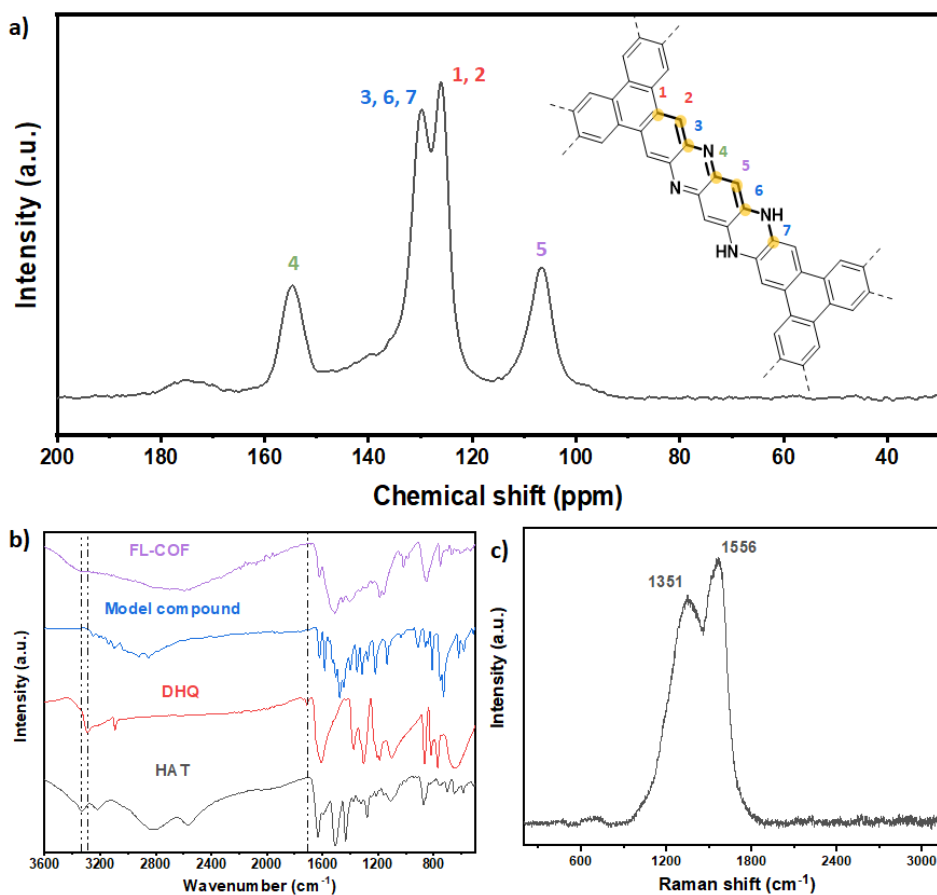 a)
1, 2
3, 6, 7
4
5
1
2
3
N
4
5
N
6
NH
HN
7
Intensity (a.u.)
200 180 160 140 120 100 80 60 40
Chemical shift (ppm)
b)
FL-COF
Model compound
DHQ
HAT
Intensity (a.u.)
3600 2800 2000 1600 1200 800
Wavenumber (cm-1)
c)
1556
1351
Intensity (a.u.)
600 1200 1800 2400 3000
Raman shift (cm-1)